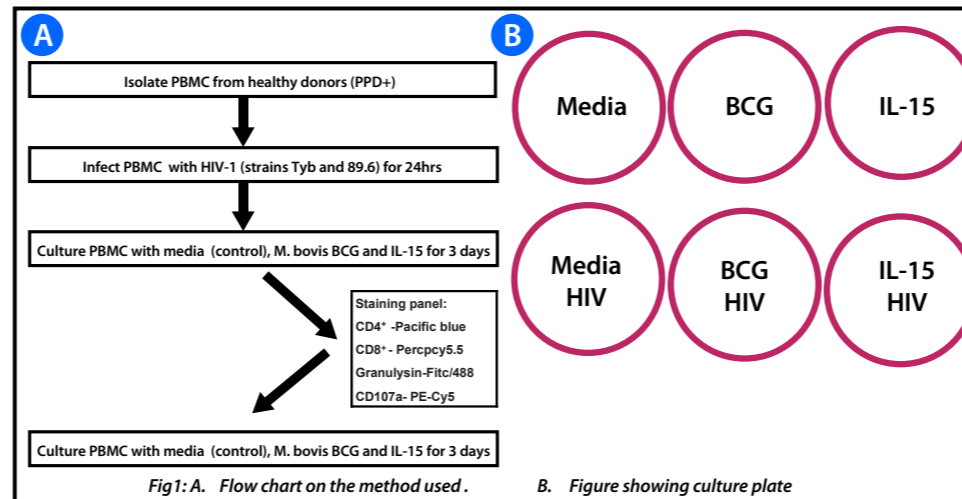 A
Isolate PBMC from healthy donors (PPD+)
Infect PBMC with HIV-1 (strains Tyb and 89.6) for 24hrs
Culture PBMC with media (control), M. bovis BCG and IL-15 for 3 days
Staining panel:
CD4⁺ -Pacific blue
CD8⁺ - Percpcy5.5
Granulysin-Fitc/488
CD107a- PE-Cy5
Culture PBMC with media (control), M. bovis BCG and IL-15 for 3 days
B
Media
BCG
IL-15
Media
HIV
BCG
HIV
IL-15
HIV
Fig1: A. Flow chart on the method used . B. Figure showing culture plate